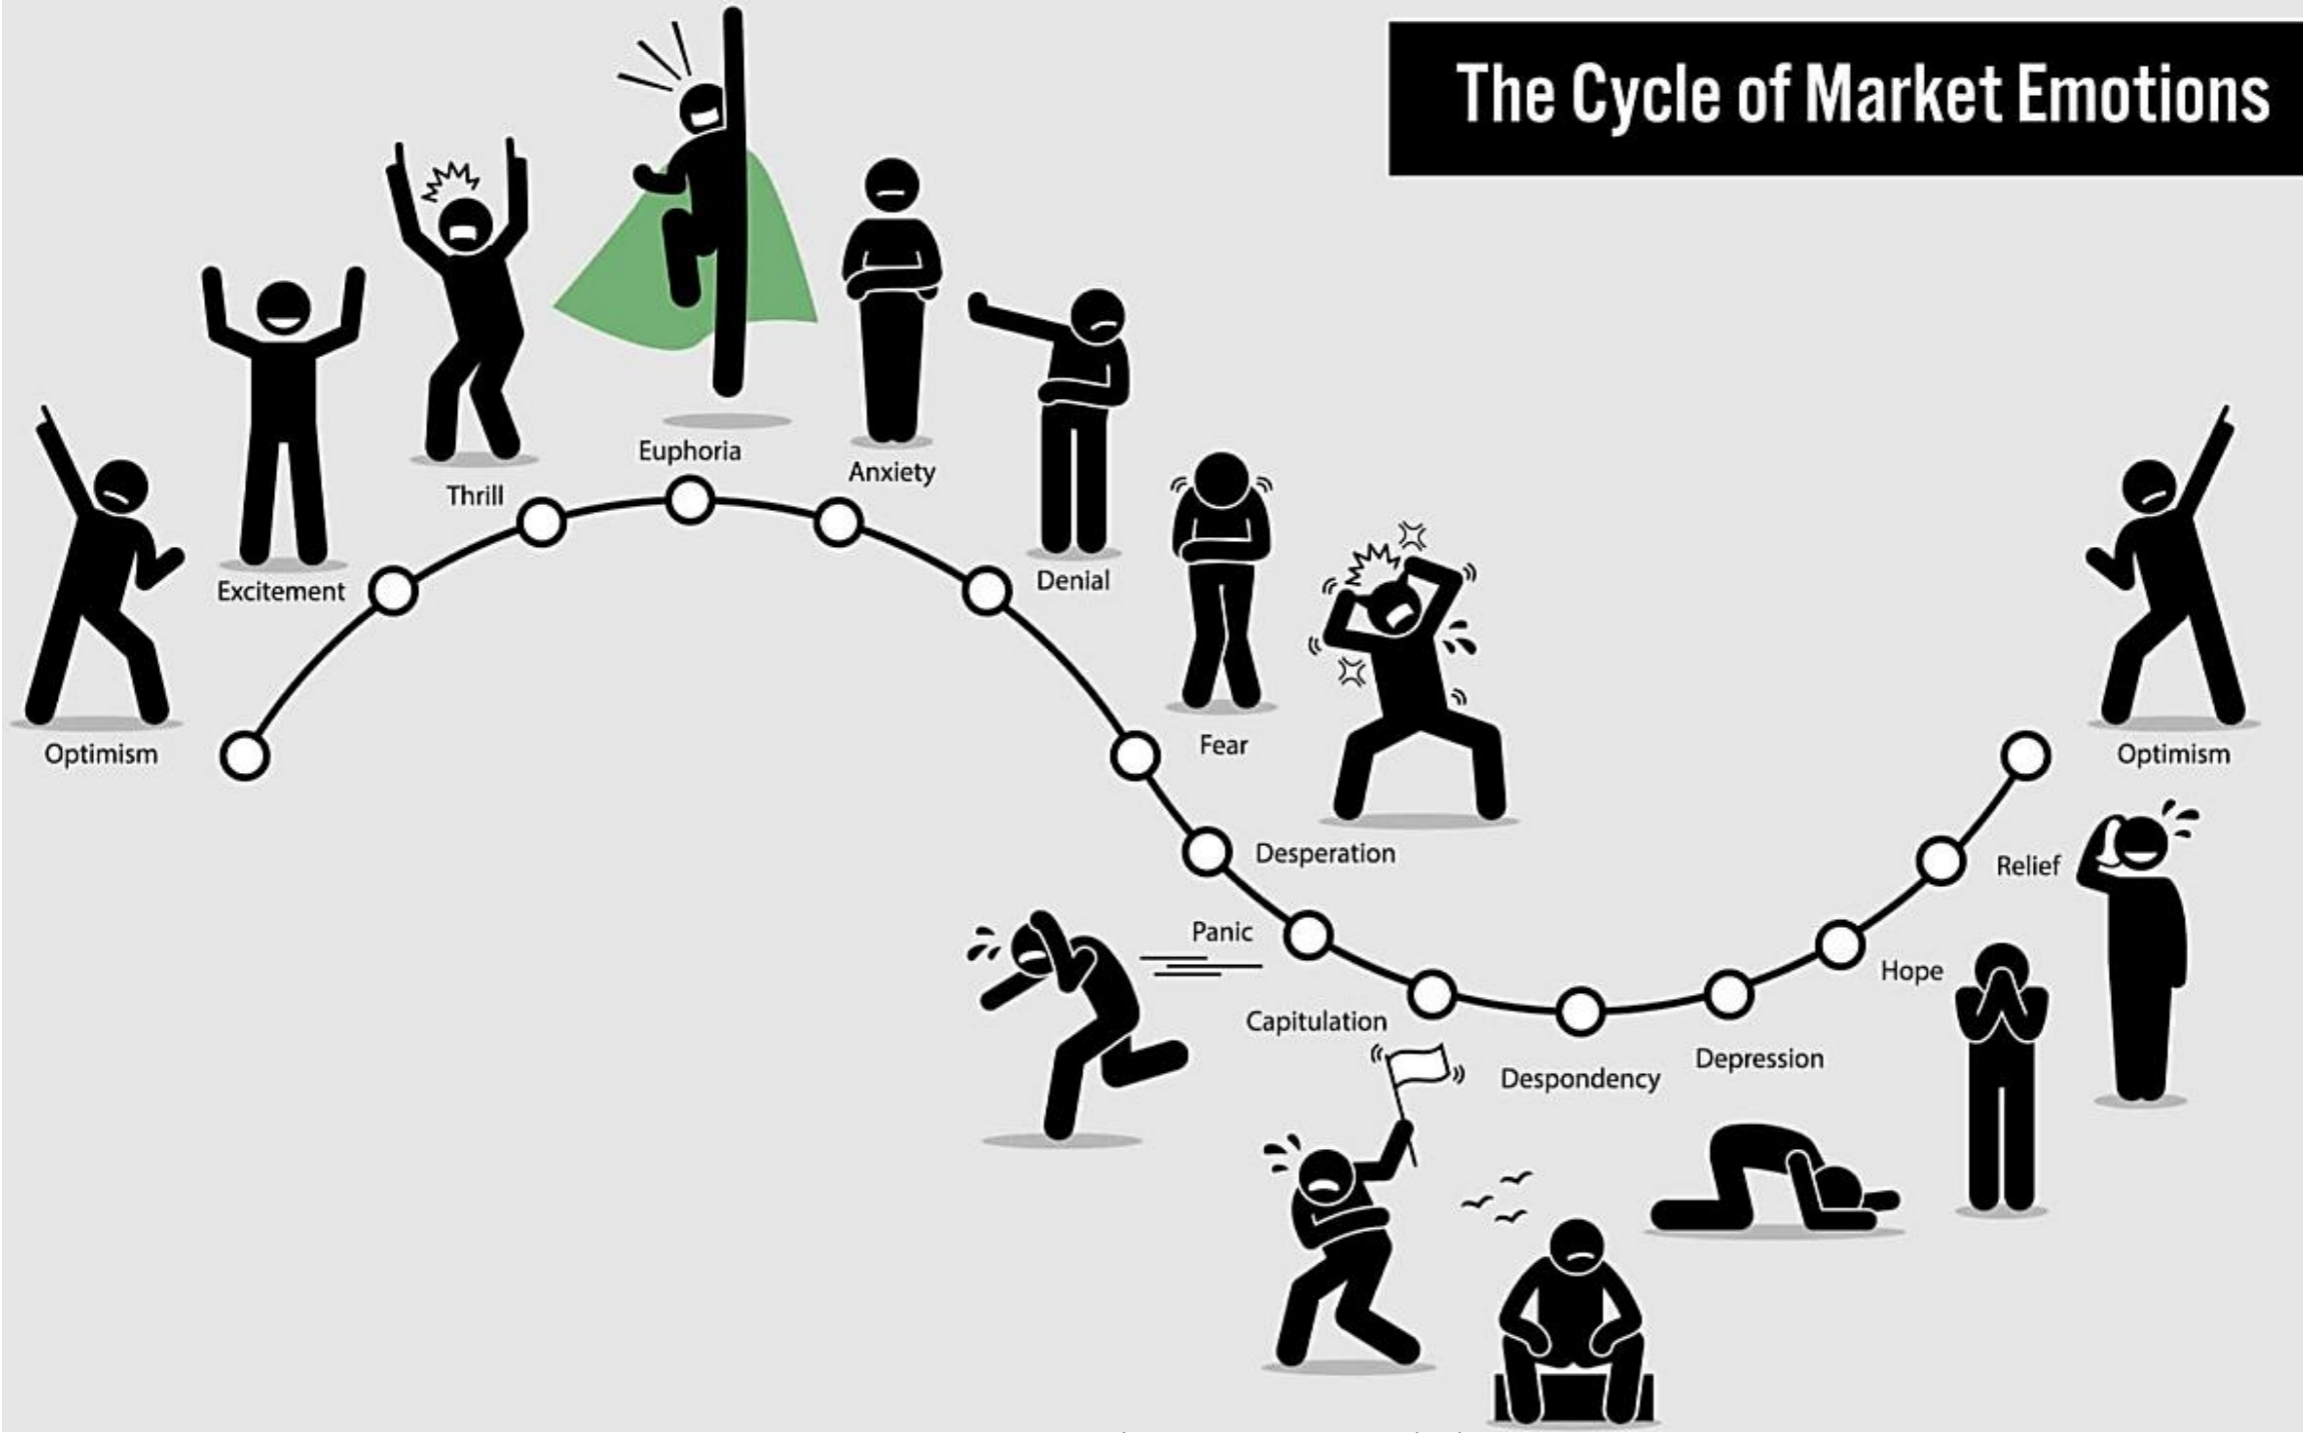 The Cycle of Market Emotions
Optimism
Excitement
Thrill
Euphoria
Anxiety
Denial
Fear
Desperation
Panic
Capitulation
Despondency
Depression
Hope
Relief
Optimism